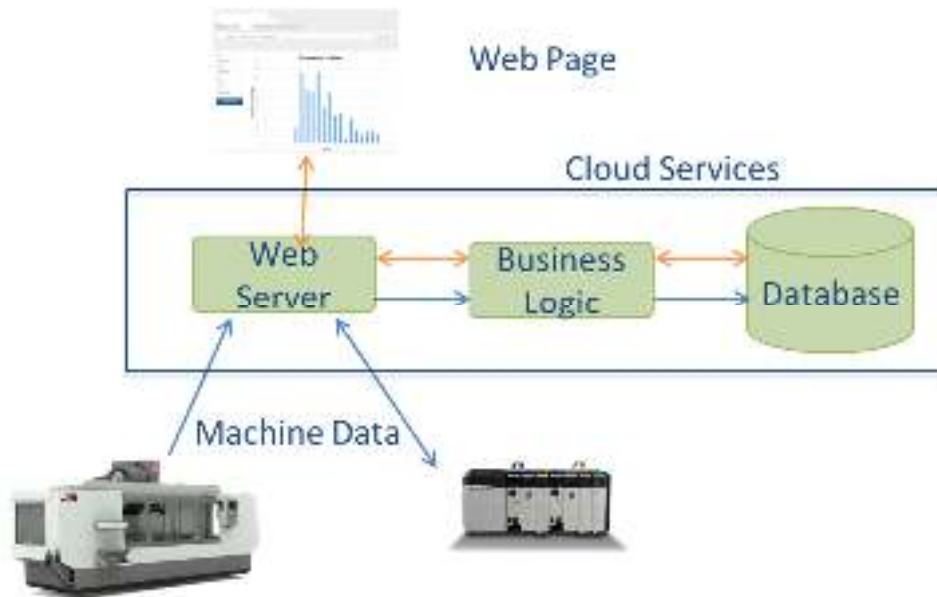 Web Page
Cloud Services
Web
Server
Business
Logic
Database
Machine Data